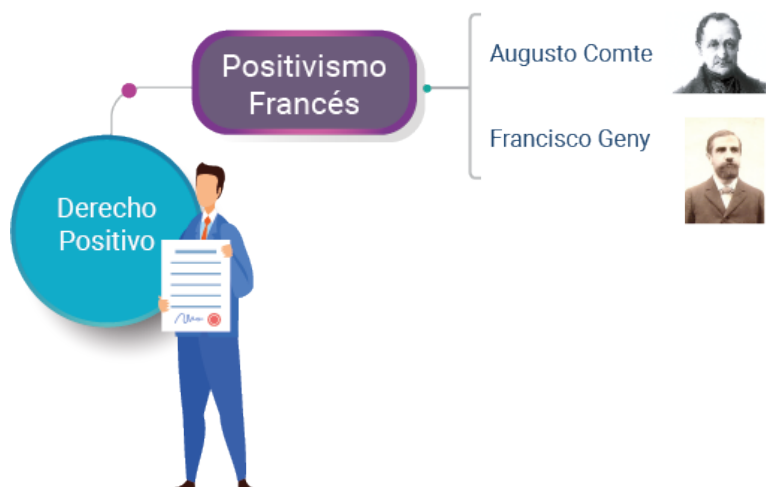 Positivismo
Francés
Augusto Comte
Francisco Geny
Derecho
Positivo